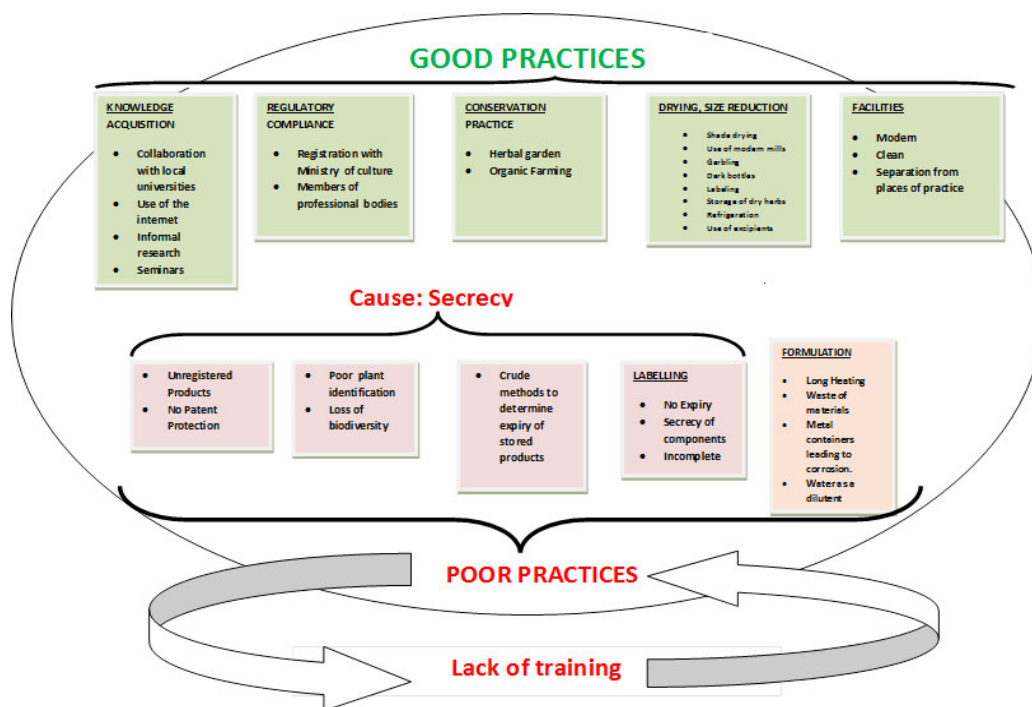 GOOD PRACTICES
KNOWLEDGE
ACQUISITION
• Collaboration
with local
universities
• Use of the
internet
• Informal
research
• Seminars
REGULATORY
COMPLIANCE
• Registration with
Ministry of culture
• Members of
professional bodies
CONSERVATION
PRACTICE
• Herbal garden
• Organic Farming
DRYING, SIZE REDUCTION
• Shade drying
• Use of modern mills
• Garbling
• Dark bottles
• Labeling
• Storage of dry herbs
• Refrigeration
• Use of excipients
FACILITIES
• Modern
• Clean
• Separation from
places of practice
Cause: Secrecy
• Unregistered
Products
• No Patent
Protection
• Poor plant
identification
• Loss of
biodiversity
• Crude
methods to
determine
expiry of
stored
products
LABELLING
• No Expiry
• Secrecy of
components
• Incomplete
FORMULATION
• Long Heating
• Waste of
materials
• Metal
containers
leading to
corrosion.
• Water as a
dilutent
POOR PRACTICES
Lack of training